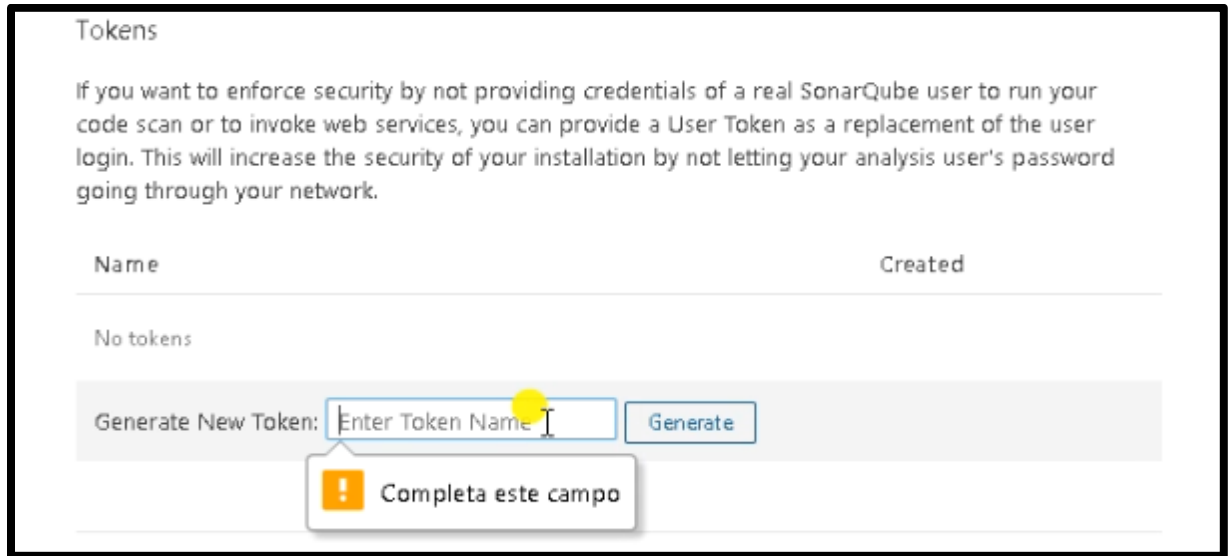 Tokens
If you want to enforce security by not providing credentials of a real SonarQube user to run your
code scan or to invoke web services, you can provide a User Token as a replacement of the user
login. This will increase the security of your installation by not letting your analysis user's password
going through your network.
Name Created
No tokens
Generate New Token: Enter Token Name Generate
! Completa este campo